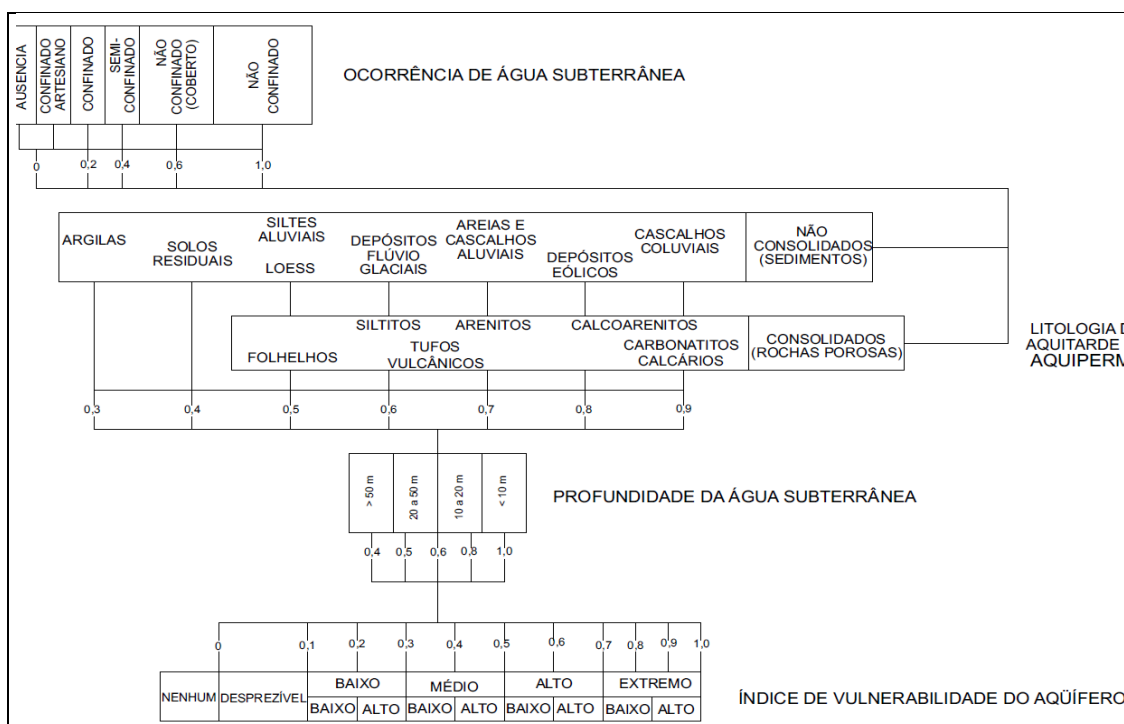 AUSENCIA
CONFINADO
ARTESIANO
CONFINADO
SEMI-
CONFINADO
NÃO
CONFINADO
(COBERTO)
NÃO
CONFINADO
OCORRÊNCIA DE ÁGUA SUBTERRÂNEA
0 0,2 0,4 0,6 1,0
ARGILAS
SOLOS
RESIDUAIS
SILTES
ALUVIAIS
LOESS
DEPÓSITOS
FLÚVIO
GLACIAIS
AREIAS E
CASCALHOS
ALUVIAIS
DEPÓSITOS
EÓLICOS
CASCALHOS
COLUVIAIS
NÃO
CONSOLIDADOS
(SEDIMENTOS)
FOLHELHOS
SILTITOS
TUFOS
VULCÂNICOS
ARENITOS
CALCOARENITOS
CARBONATITOS
CALCÁRIOS
CONSOLIDADOS
(ROCHAS POROSAS)
LITOLOGIA D
AQUITARDE
AQUIPERM
0,3 0,4 0,5 0,6 0,7 0,8 0,9
> 50 m
20 a 50 m
10 a 20 m
< 10 m
PROFUNDIDADE DA ÁGUA SUBTERRÂNEA
0,4 0,5 0,6 0,8 1,0
0 0,1 0,2 0,3 0,4 0,5 0,6 0,7 0,8 0,9 1,0
NENHUM DESPREZÍVEL BAIXO MÉDIO ALTO EXTREMO
BAIXO ALTO BAIXO ALTO BAIXO ALTO BAIXO ALTO
ÍNDICE DE VULNERABILIDADE DO AQÜÍFERO